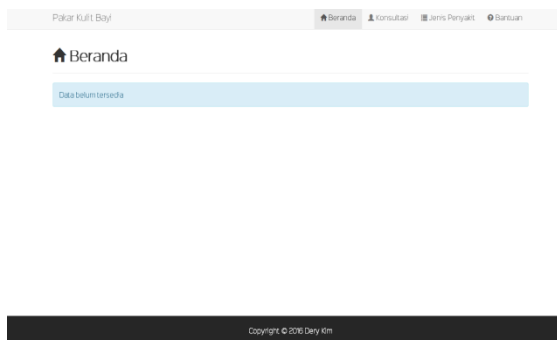 Pakar Kulit Bayi
Beranda Konsultasi Jenis Penyakit Bantuan
Beranda
Data belum tersedia
Copyright © 2016 Dery Kim